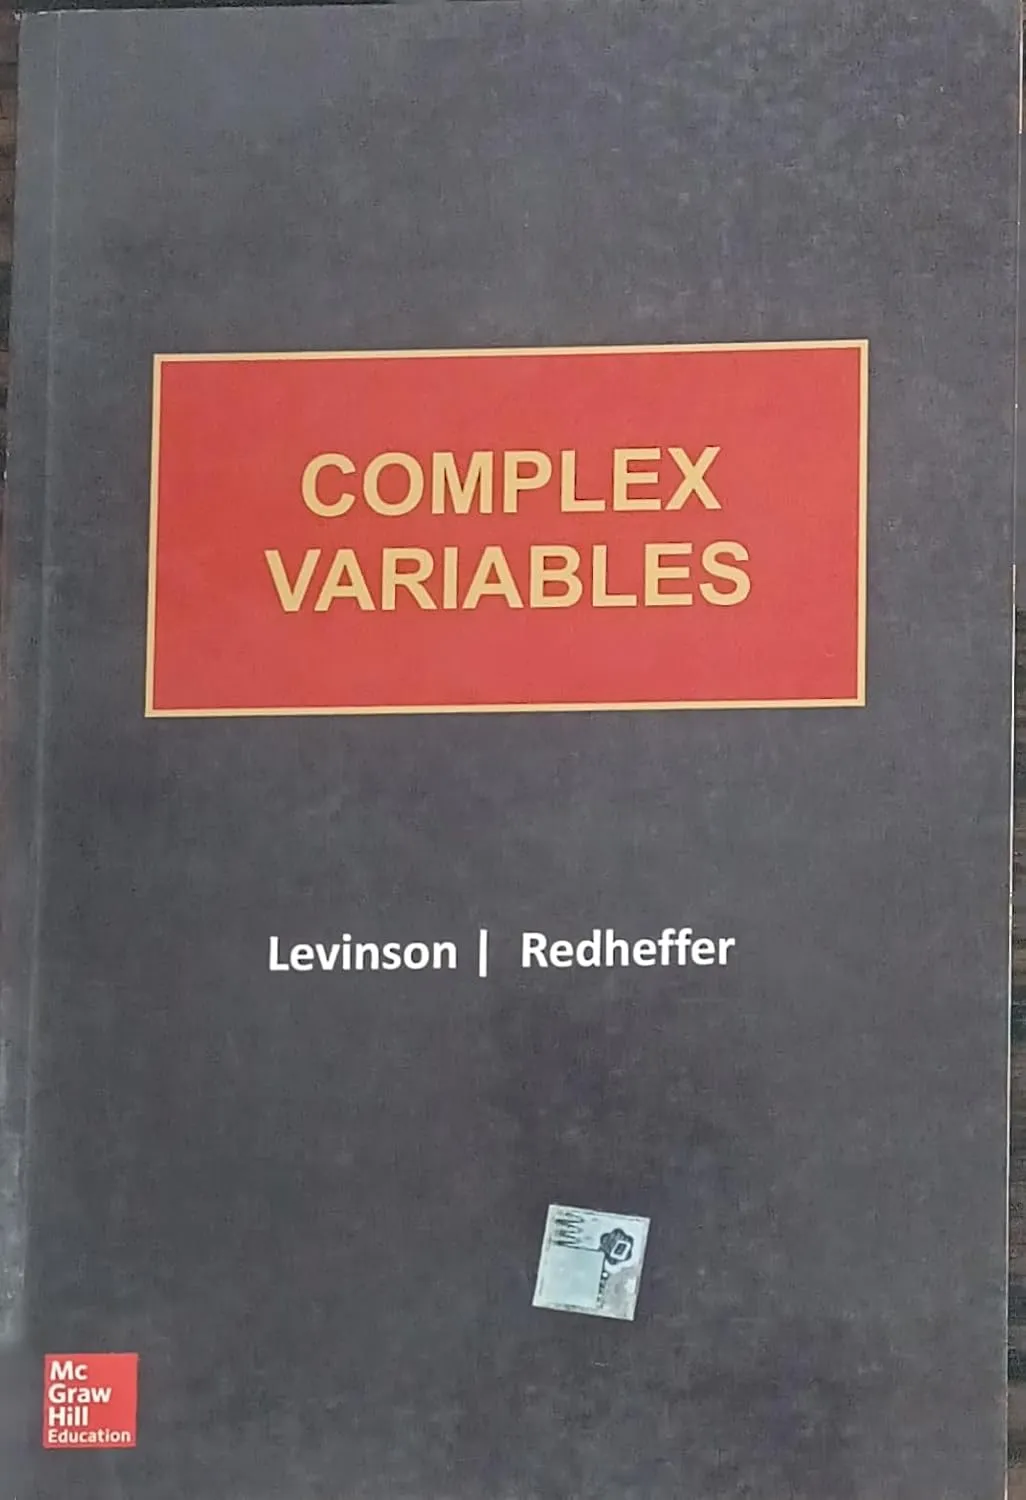 COMPLEX
VARIABLES
Levinson | Redheffer
Mc
Graw
Hill
Education